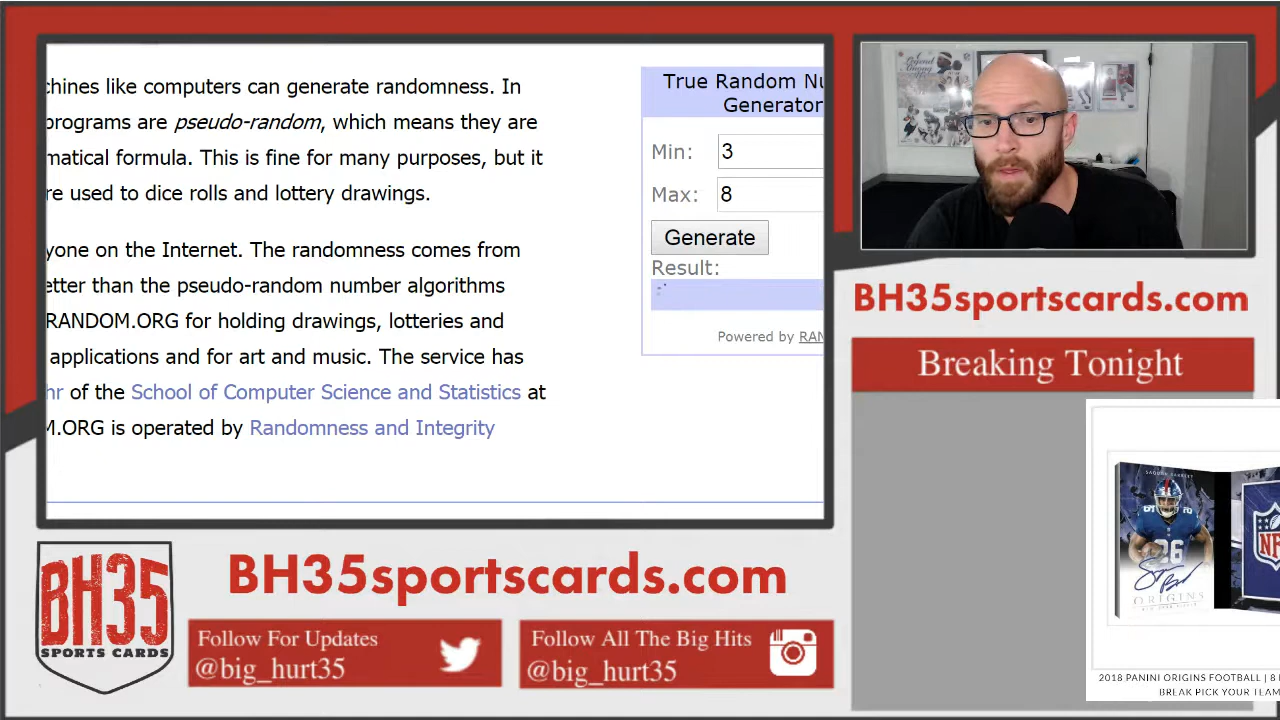 chines like computers can generate randomness. In
programs are pseudo-random, which means they are
matical formula. This is fine for many purposes, but it
re used to dice rolls and lottery drawings.
yone on the Internet. The randomness comes from
etter than the pseudo-random number algorithms
RANDOM.ORG for holding drawings, lotteries and
applications and for art and music. The service has
hr of the School of Computer Science and Statistics at
M.ORG is operated by Randomness and Integrity
True Random Nu
Generator
Min: 3
Max: 8
Generate
Result:
Powered by RAN
BH35sportscards.com
Breaking Tonight
SAQUON BARKLEY
26
ORIGINS
NF
2018 PANINI ORIGINS FOOTBALL | 8
BREAK PICK YOUR TEAM
BH35
SPORTS CARDS
BH35sportscards.com
Follow For Updates
@big_hurt35
Follow All The Big Hits
@big_hurt35